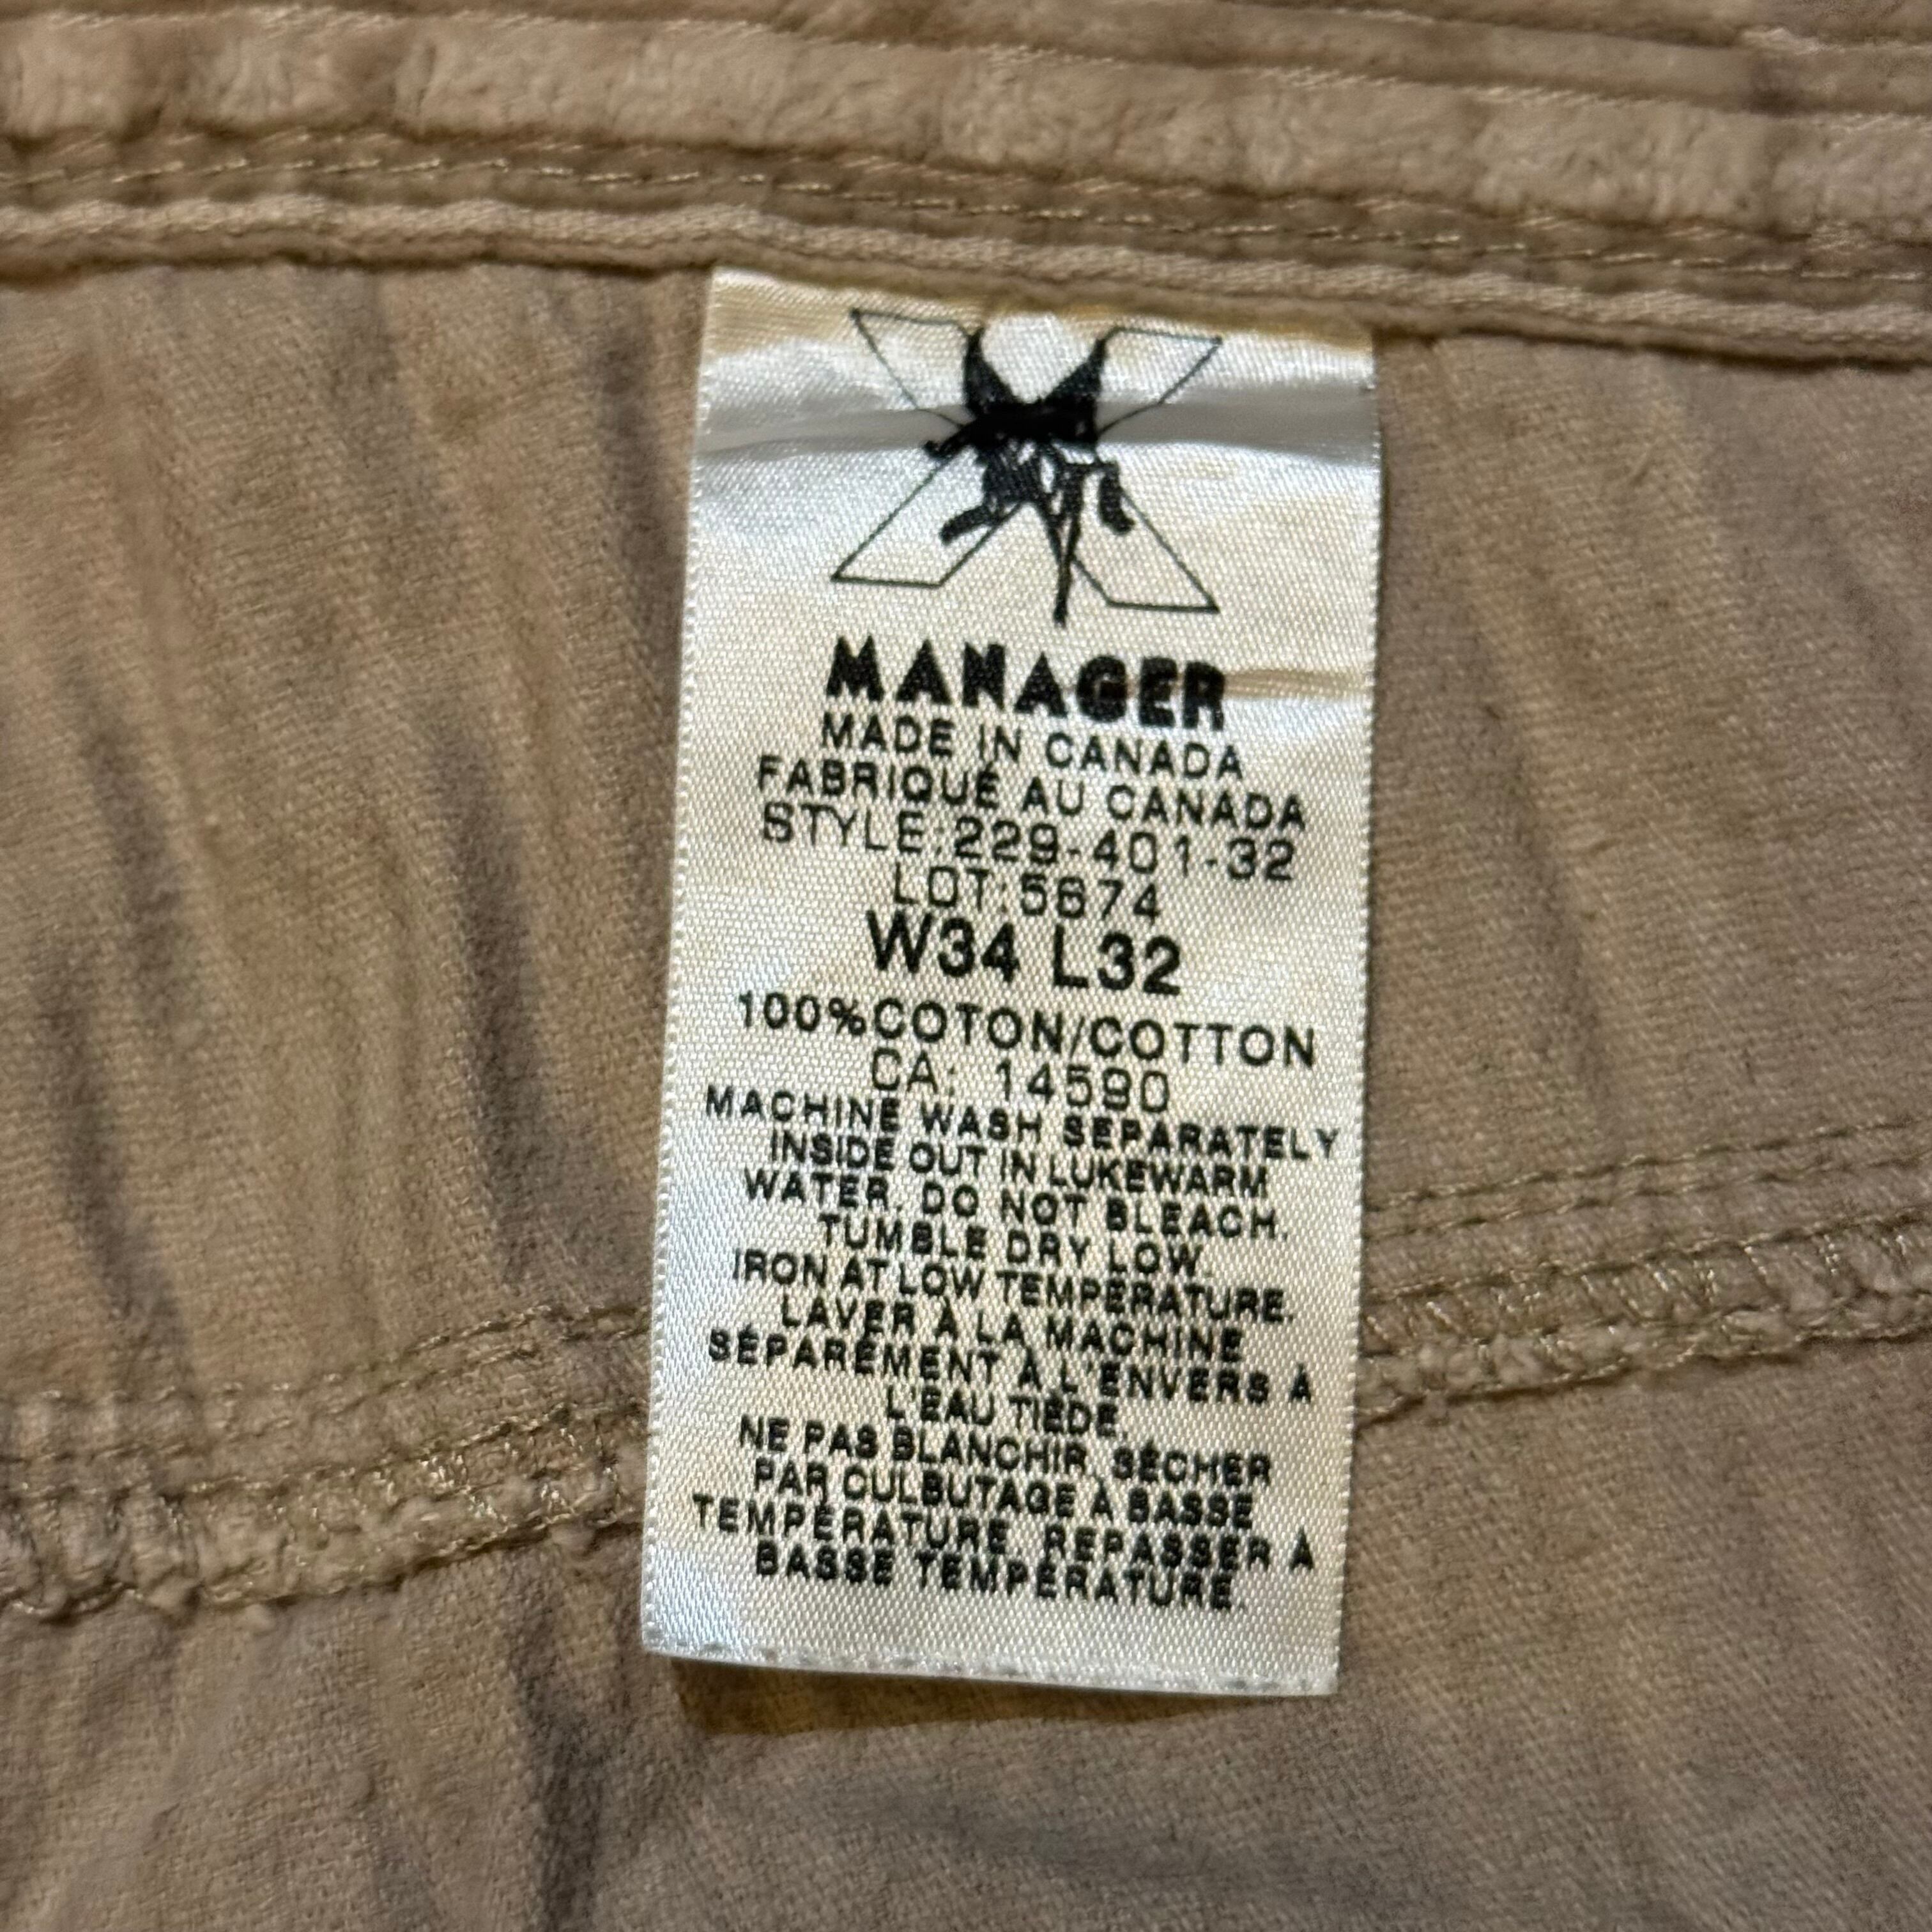 MANAGER
MADE IN CANADA
FABRIQUÉ AU CANADA
STYLE:229-401-32
LOT:5674
W34 L32
100%COTON/COTTON
CA: 14590
MACHINE WASH SEPARATELY
INSIDE OUT IN LUKEWARM
WATER. DO NOT BLEACH.
TUMBLE DRY LOW.
IRON AT LOW TEMPERATURE.
LAVER À LA MACHINE
SÉPARÉMENT À L'ENVERS À
L'EAU TIÈDE.
NE PAS BLANCHIR, SÉCHER
PAR CULBUTAGE À BASSE
TEMPÉRATURE. REPASSER À
BASSE TEMPÉRATURE.